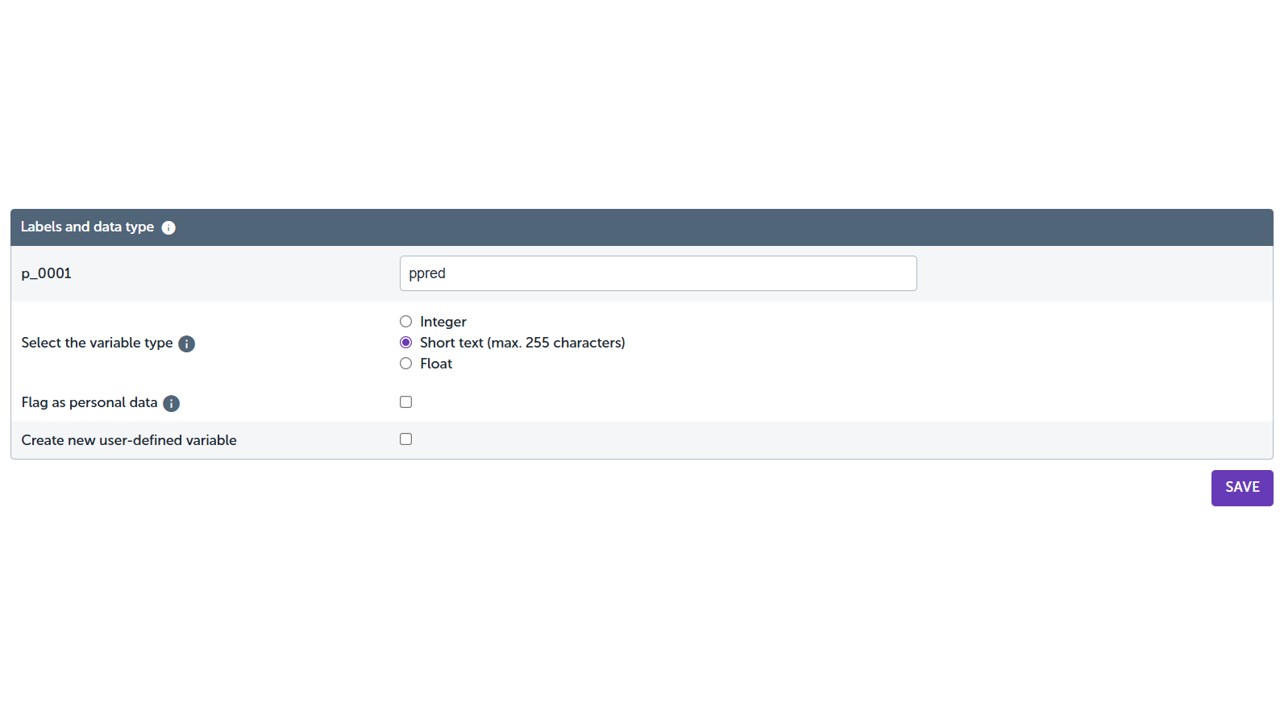 Labels and data type
p_0001
ppred
Select the variable type
Integer
Short text (max. 255 characters)
Float
Flag as personal data
Create new user-defined variable
SAVE